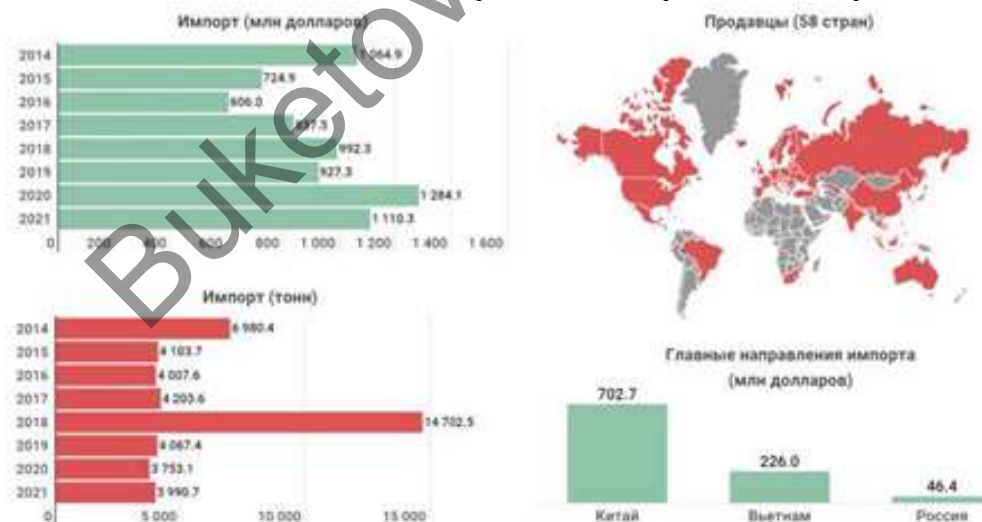 Импорт (млн долларов)
2014 1 064.9
2015 724.9
2016 606.0
2017
2018 992.3
2019 927.3
2020 1 284.1
2021 1 110.3
0 200 400 600 800 1 000 1 200 1 400 1 600
Импорт (тонн)
2014 6 980.4
2015 4 103.7
2016 4 007.6
2017 4 203.6
2018 14 702.5
2019 4 067.4
2020 3 753.1
2021 3 990.7
0 5 000 10 000 15 000
Продавцы (58 стран)
Главные направления импорта
(млн долларов)
702.7 226.0 46.4
Китай Вьетнам Россия
Buketov